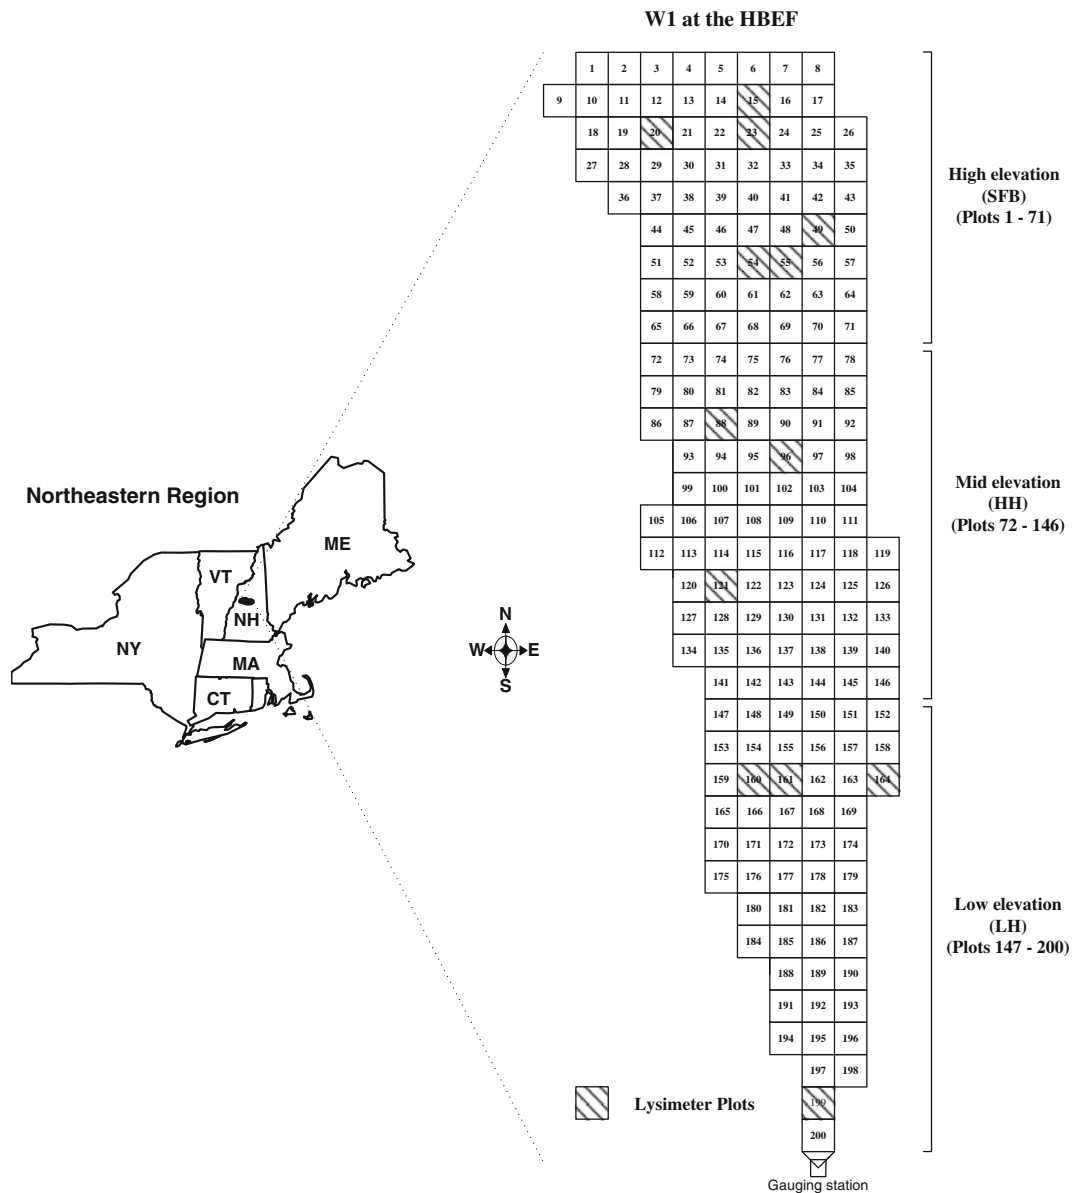 W1 at the HBEF
1 2 3 4 5 6 7 8
9 10 11 12 13 14 15 16 17
18 19 20 21 22 23 24 25 26
27 28 29 30 31 32 33 34 35
36 37 38 39 40 41 42 43
44 45 46 47 48 49 50
51 52 53 54 55 56 57
58 59 60 61 62 63 64
65 66 67 68 69 70 71
High elevation
(SFB)
(Plots 1 - 71)
72 73 74 75 76 77 78
79 80 81 82 83 84 85
86 87 88 89 90 91 92
93 94 95 96 97 98
99 100 101 102 103 104
105 106 107 108 109 110 111
112 113 114 115 116 117 118 119
120 121 122 123 124 125 126
127 128 129 130 131 132 133
134 135 136 137 138 139 140
141 142 143 144 145 146
Mid elevation
(HH)
(Plots 72 - 146)
147 148 149 150 151 152
153 154 155 156 157 158
159 160 161 162 163 164
165 166 167 168 169
170 171 172 173 174
175 176 177 178 179
180 181 182 183
184 185 186 187
188 189 190
191 192 193
194 195 196
197 198
199
200
Low elevation
(LH)
(Plots 147 - 200)
Northeastern Region
ME
VT
NH
NY
MA
CT
N
W E
S
Lysimeter Plots
Gauging station